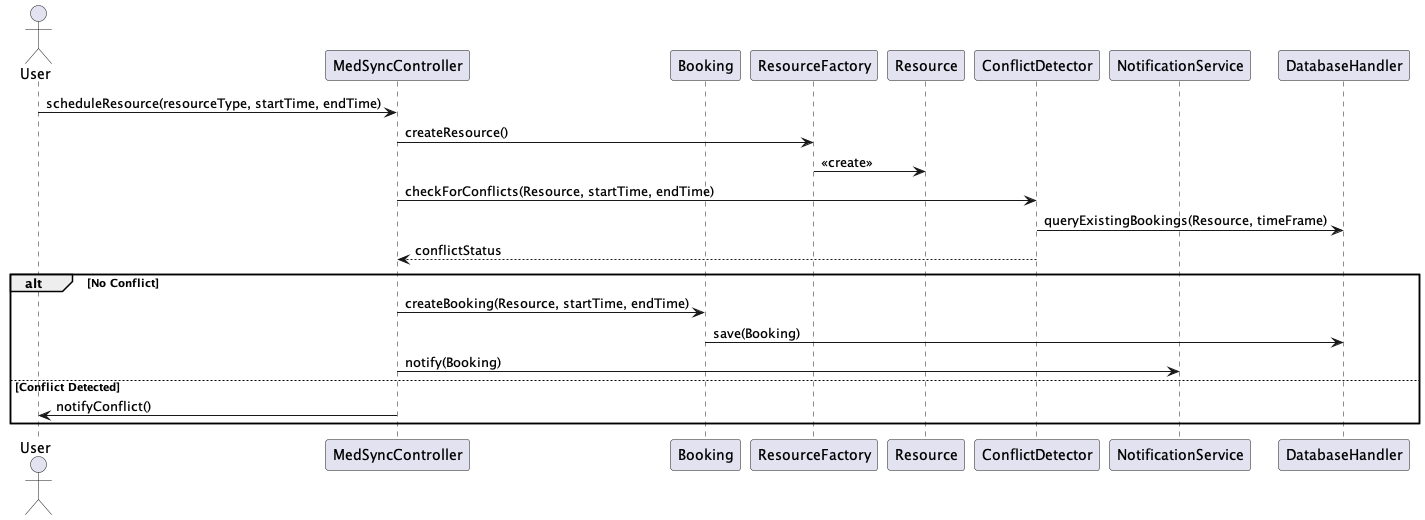 User
MedSyncController
Booking
ResourceFactory
Resource
ConflictDetector
NotificationService
DatabaseHandler
scheduleResource(resourceType, startTime, endTime)
createResource()
«create»
checkForConflicts(Resource, startTime, endTime)
queryExistingBookings(Resource, timeFrame)
conflictStatus
alt
[No Conflict]
createBooking(Resource, startTime, endTime)
save(Booking)
notify(Booking)
[Conflict Detected]
notifyConflict()
User
MedSyncController
Booking
ResourceFactory
Resource
ConflictDetector
NotificationService
DatabaseHandler